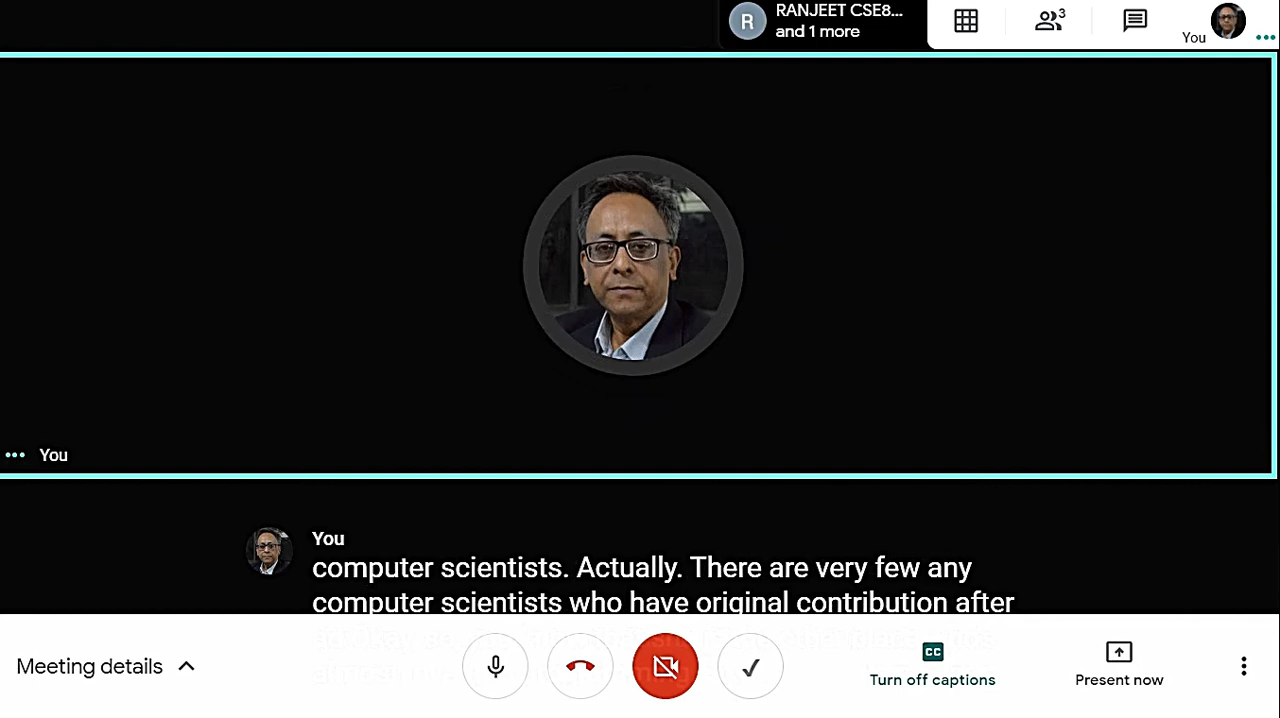 R
RANJEET CSE8...
and 1 more
3
You
You
You
computer scientists. Actually. There are very few any
computer scientists who have original contribution after
Meeting details
CC
Turn off captions
Present now